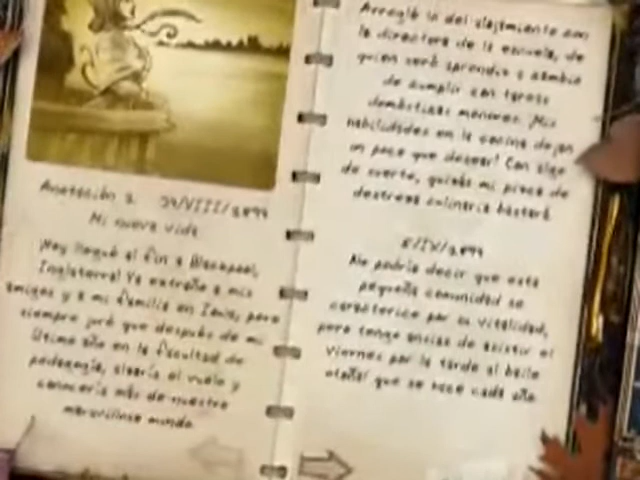 Anotación 1. 29/VIII/1899
Mi nueva vida
Hoy llegué al fin a Blackpool,
Inglaterra! Ya extraño a mis
amigos y a mi familia en                pero
siempre juré que después de mi
último año en la facultad de
pedagogía, alzaría el vuelo y
conocería más de nuestro
maravilloso mundo.
Arreglé lo del alojamiento con
la directora de la escuela, de
quien seré aprendiz a cambio
de cumplir con tareas
domésticas menores. Mis
habilidades en la cocina dejan
un poco que desear! Con algo
de suerte, quizás mi pizca de
destreza culinaria bastará.
5/IX/1899
No podría decir que esta
pequeña comunidad se
caracterice por su vitalidad,
pero tengo ansias de asistir el
viernes por la tarde al baile
otoñal que se hace cada año.